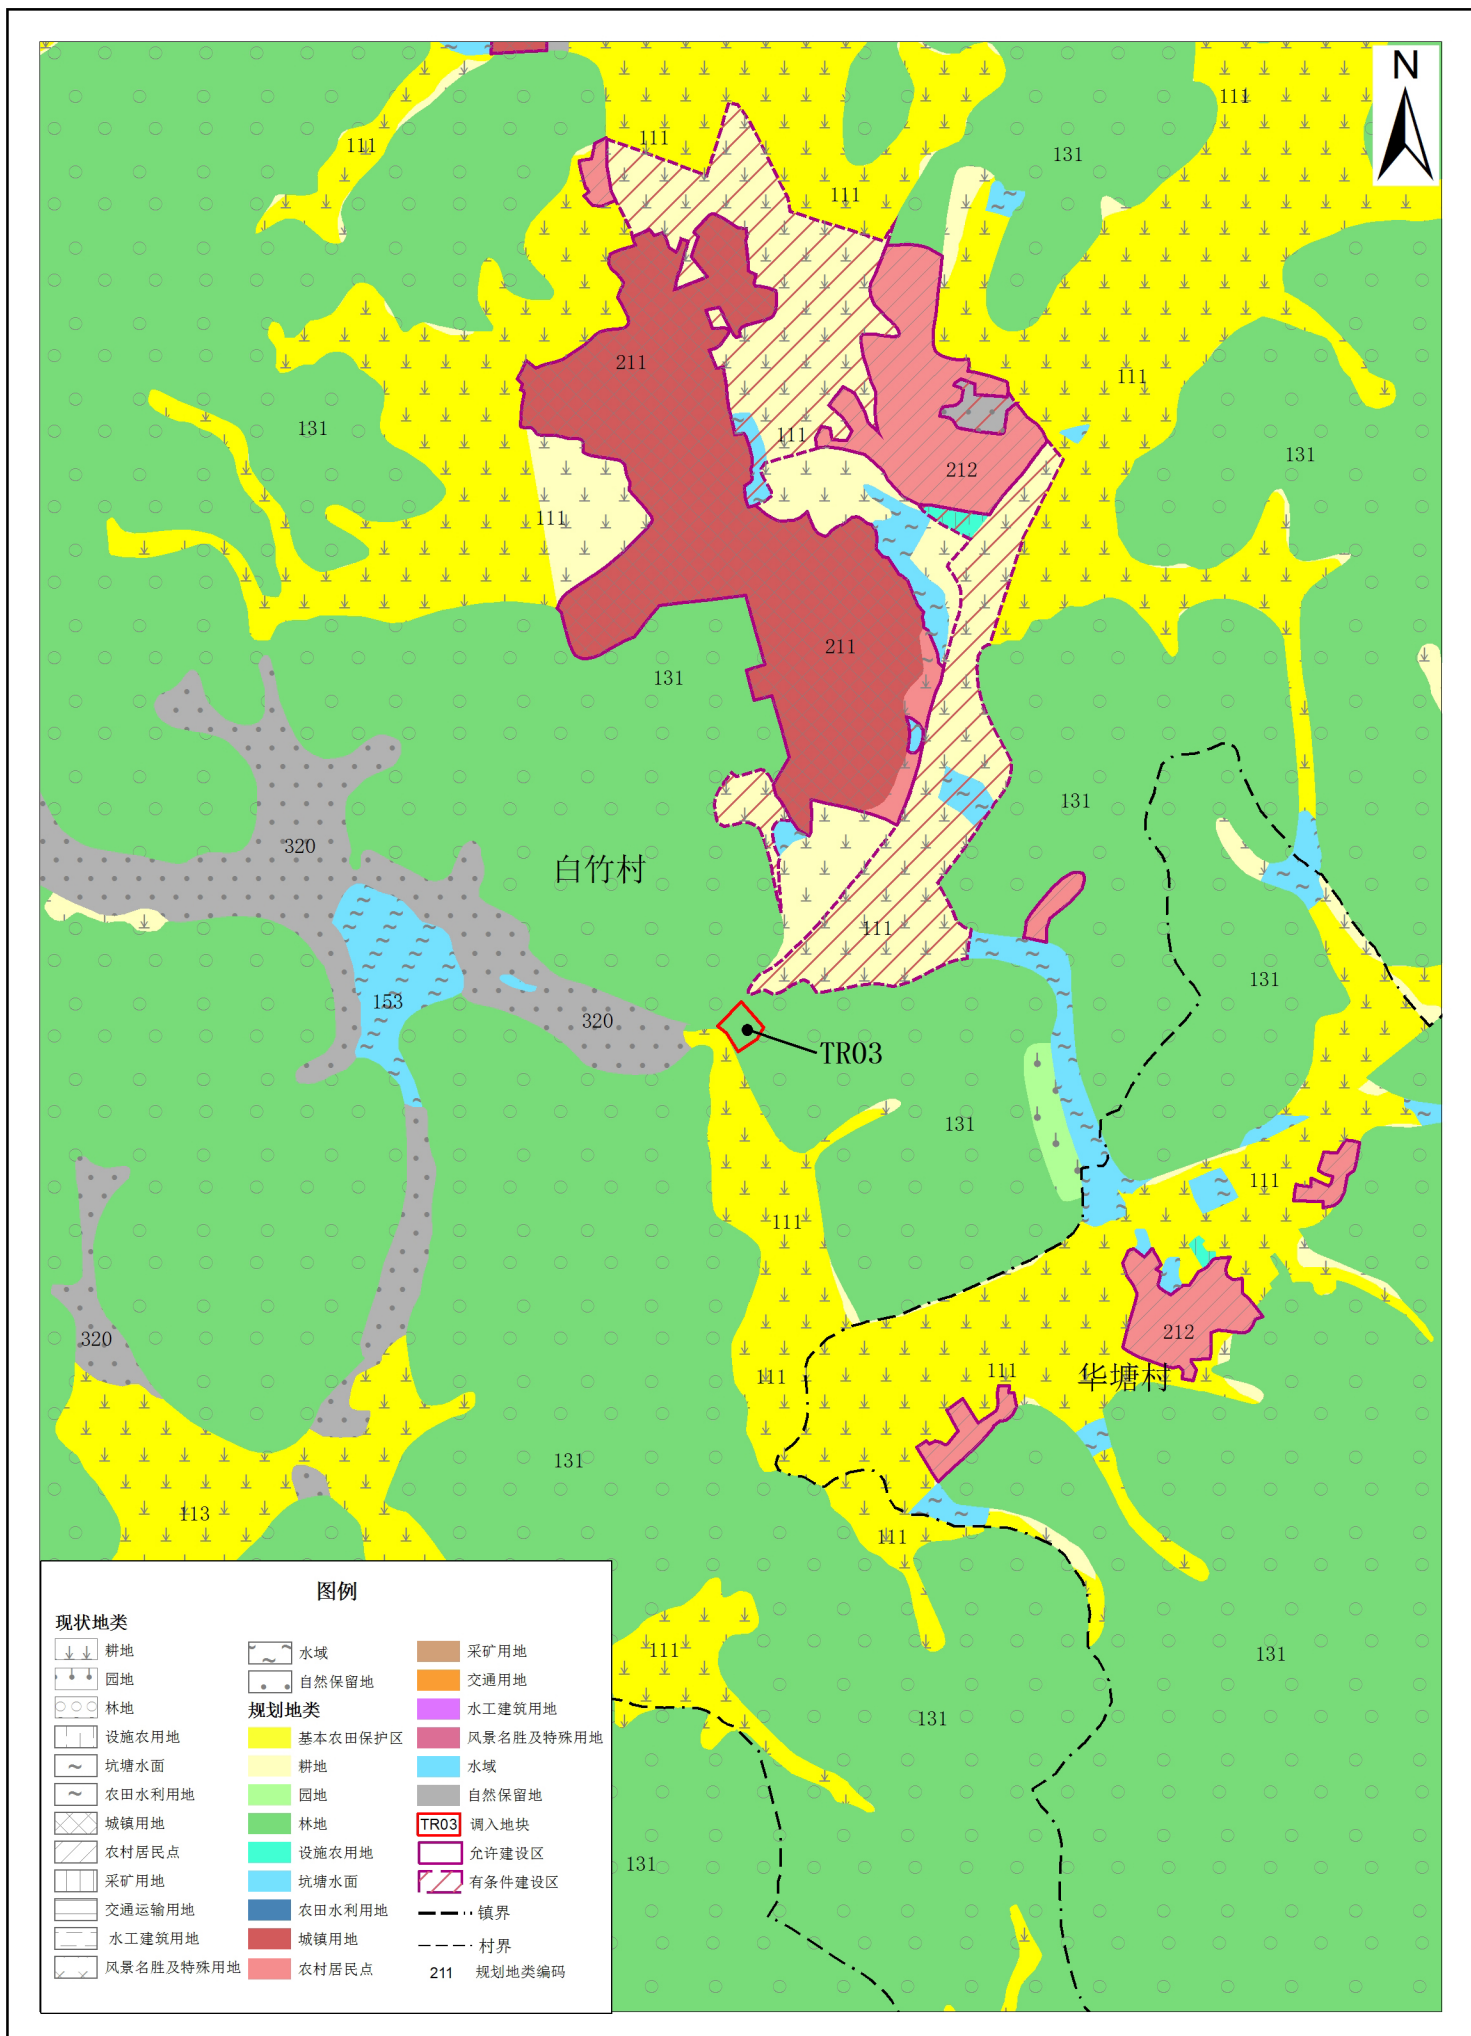 N
111
111
111
131
111
211
111
131
111
131
212
111
211
131
131
320
白竹村
111
131
153
320
TR03
131
111
111
212
320
111
111
华塘村
131
113
111
111
131
131
131
图例
现状地类
耕地
园地
林地
设施农用地
坑塘水面
农田水利用地
城镇用地
农村居民点
采矿用地
交通运输用地
水工建筑用地
风景名胜及特殊用地
水域
自然保留地
规划地类
基本农田保护区
耕地
园地
林地
设施农用地
坑塘水面
农田水利用地
城镇用地
农村居民点
采矿用地
交通用地
水工建筑用地
风景名胜及特殊用地
水域
自然保留地
TR03 调入地块
允许建设区
有条件建设区
镇界
村界
211 规划地类编码